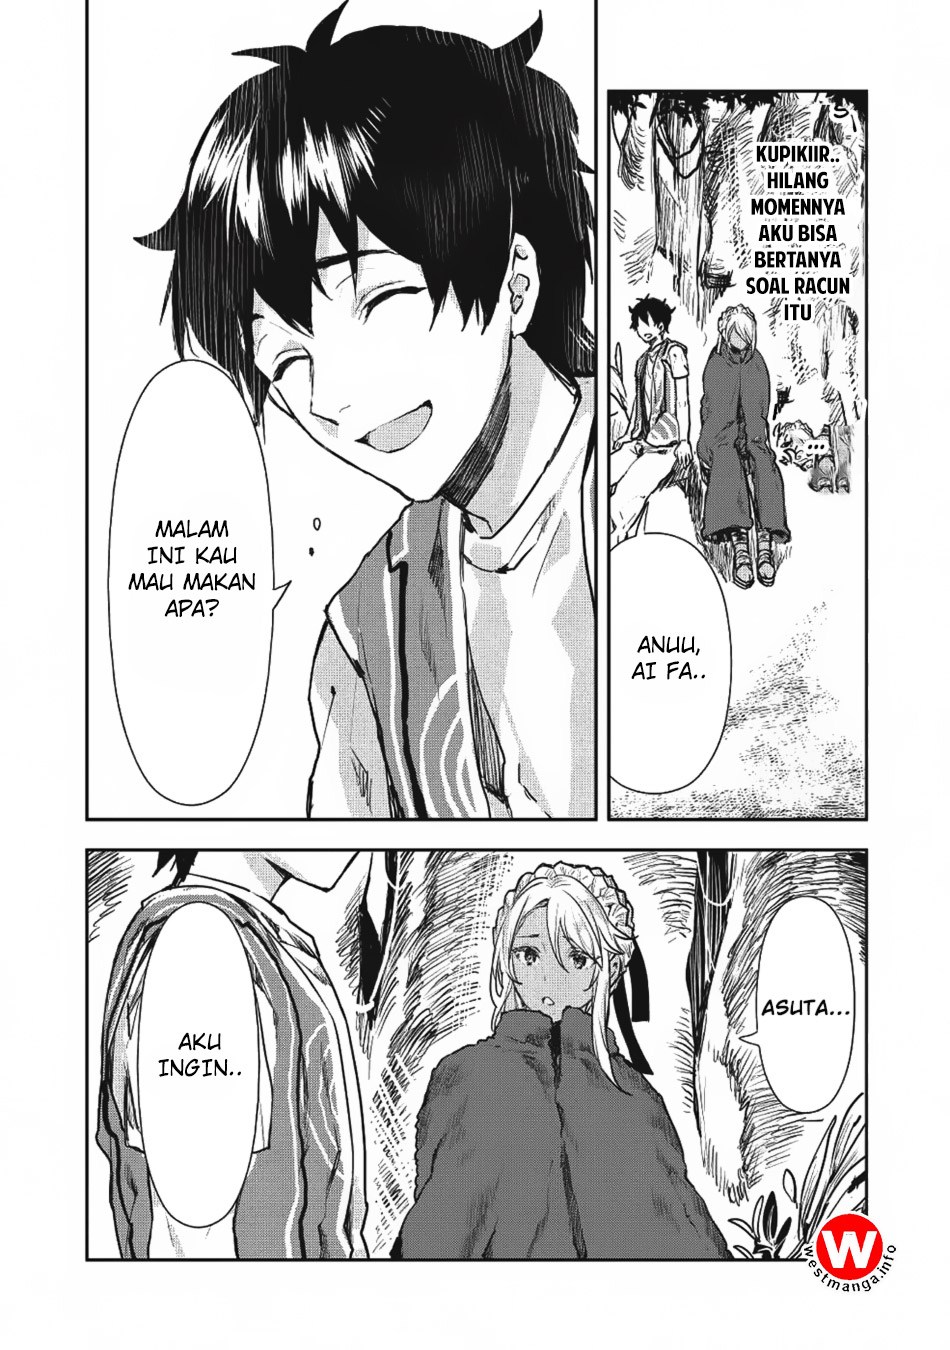 KUPIKIIR..
HILANG
MOMENNYA
AKU BISA
BERTANYA
SOAL RACUN
ITU
...
ANUU,
AI FA..
MALAM
INI KAU
MAU MAKAN
APA?
ASUTA...
AKU
INGIN..
W
westmanga.info